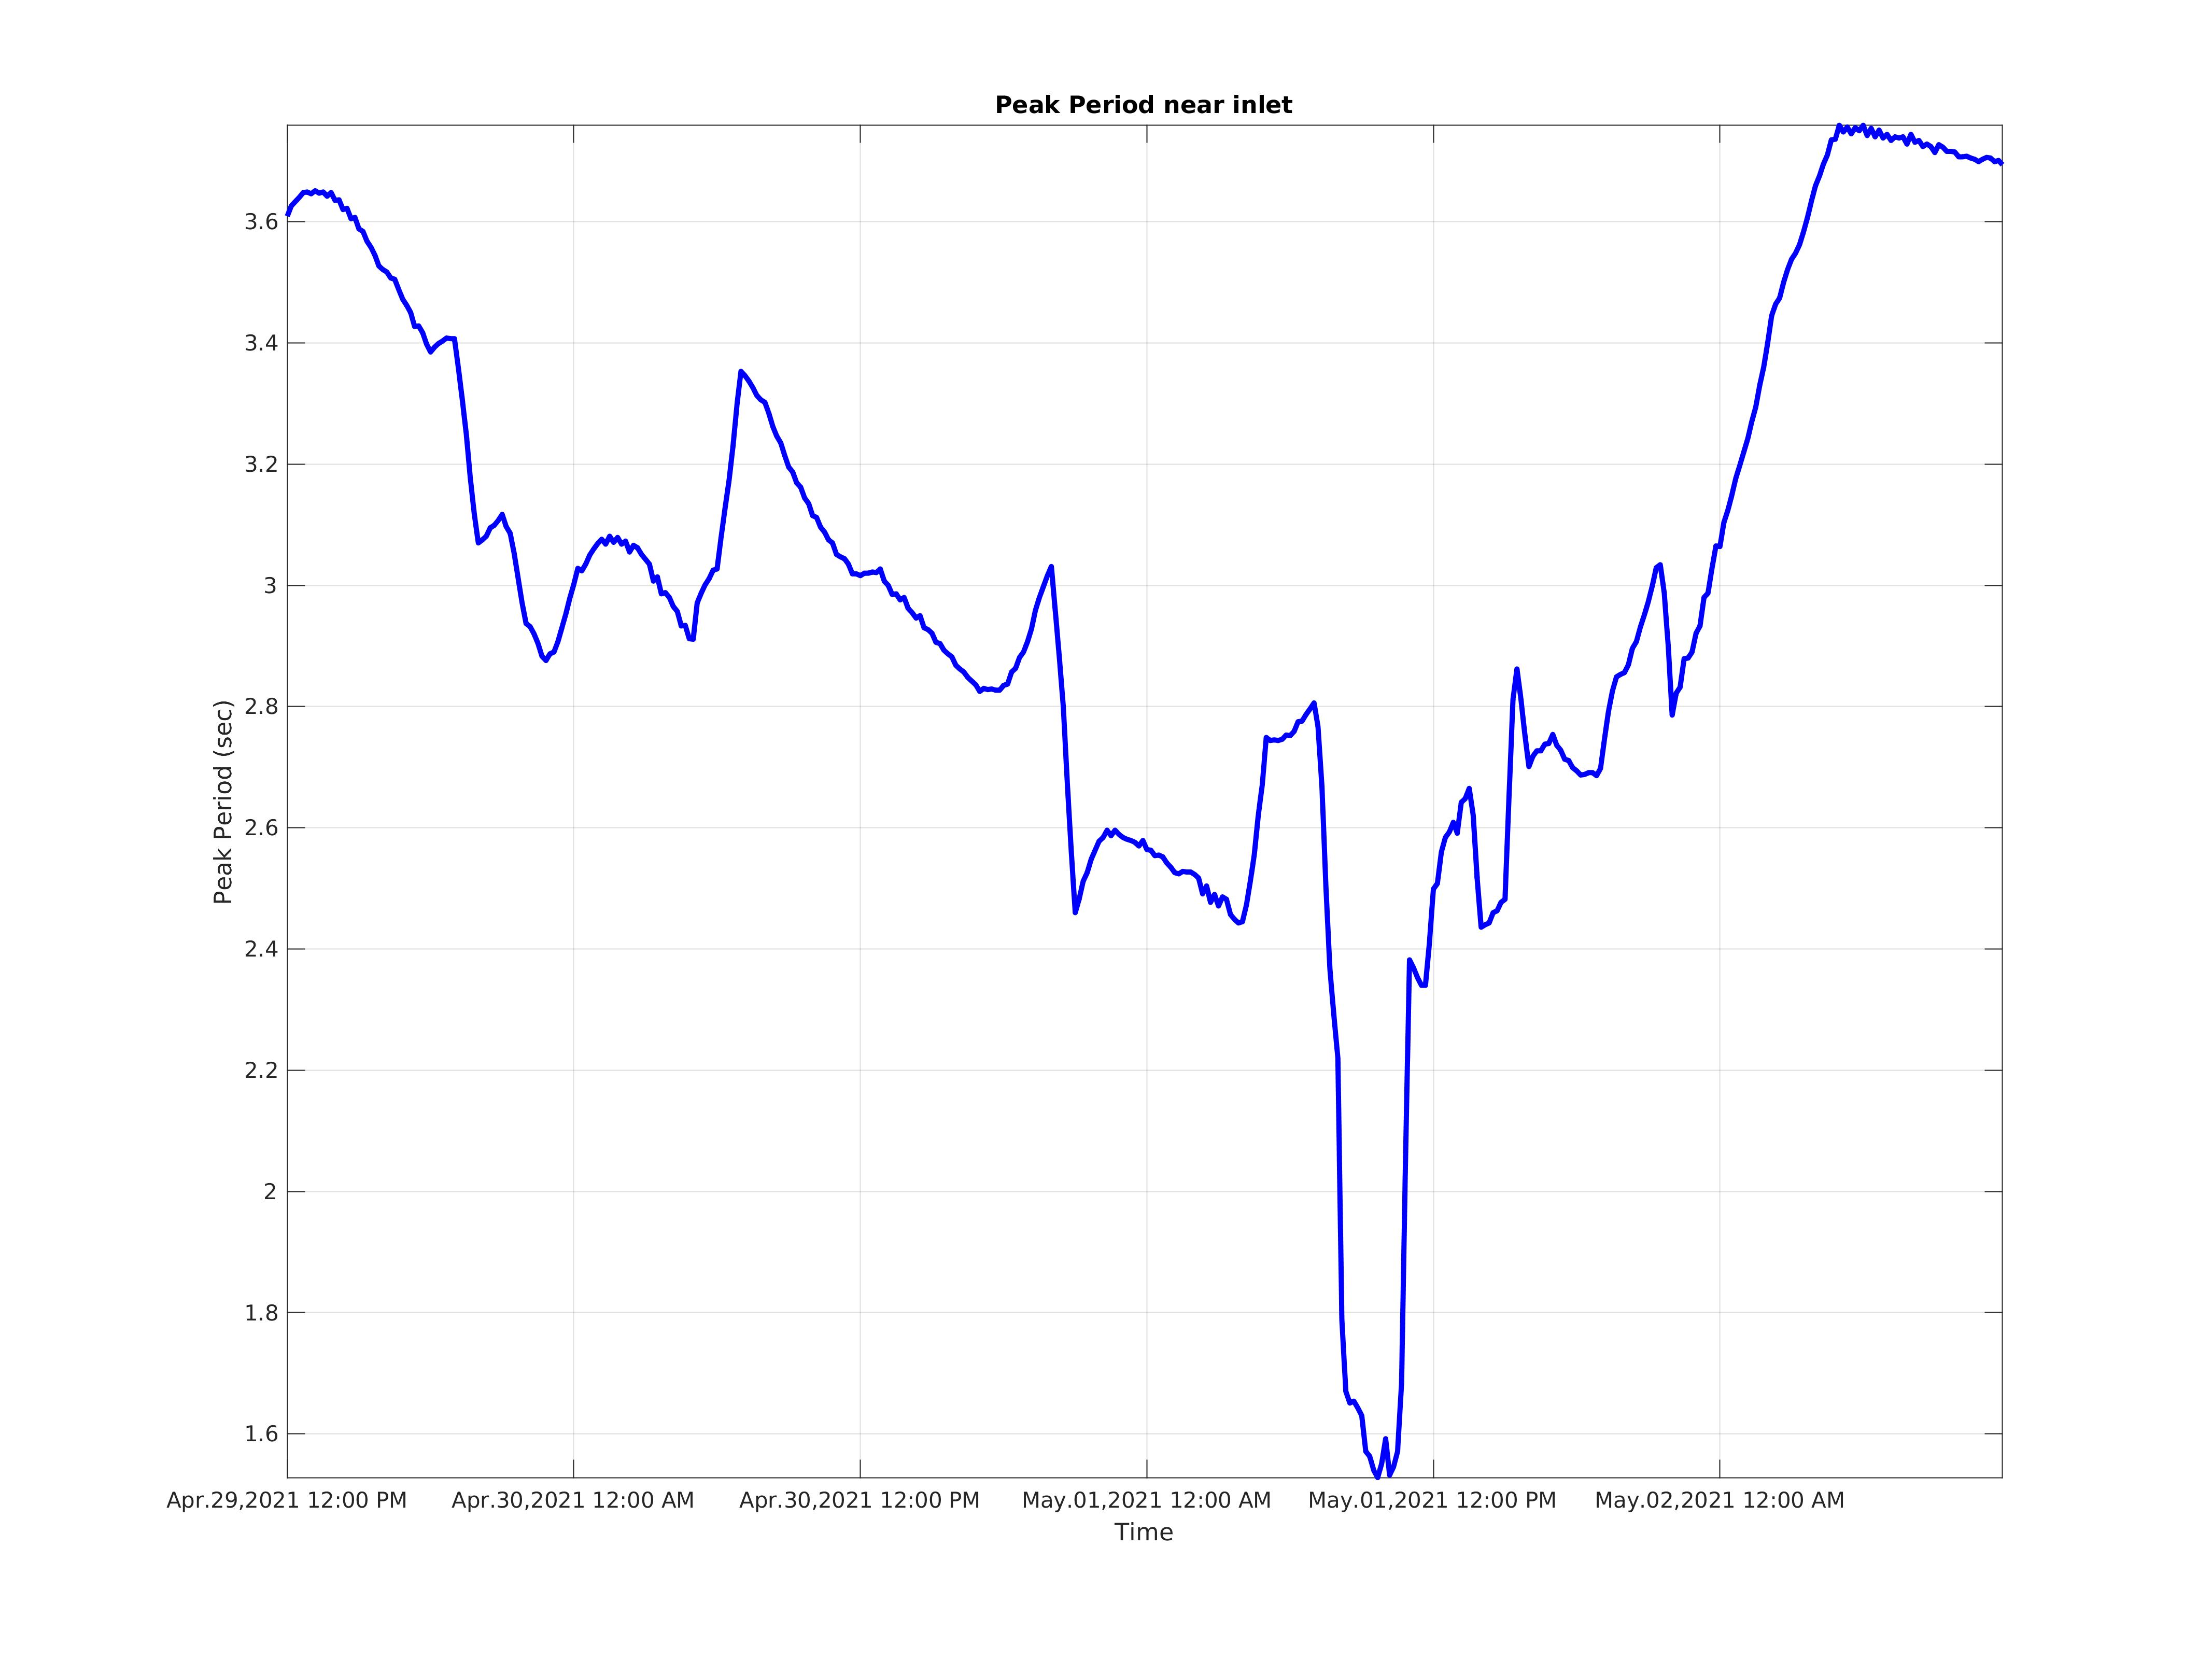 Peak Period near inlet
Peak Period (sec)
3.6
3.4
3.2
3
2.8
2.6
2.4
2.2
2
1.8
1.6
Apr.29,2021 12:00 PM
Apr.30,2021 12:00 AM
Apr.30,2021 12:00 PM
May.01,2021 12:00 AM
May.01,2021 12:00 PM
May.02,2021 12:00 AM
Time